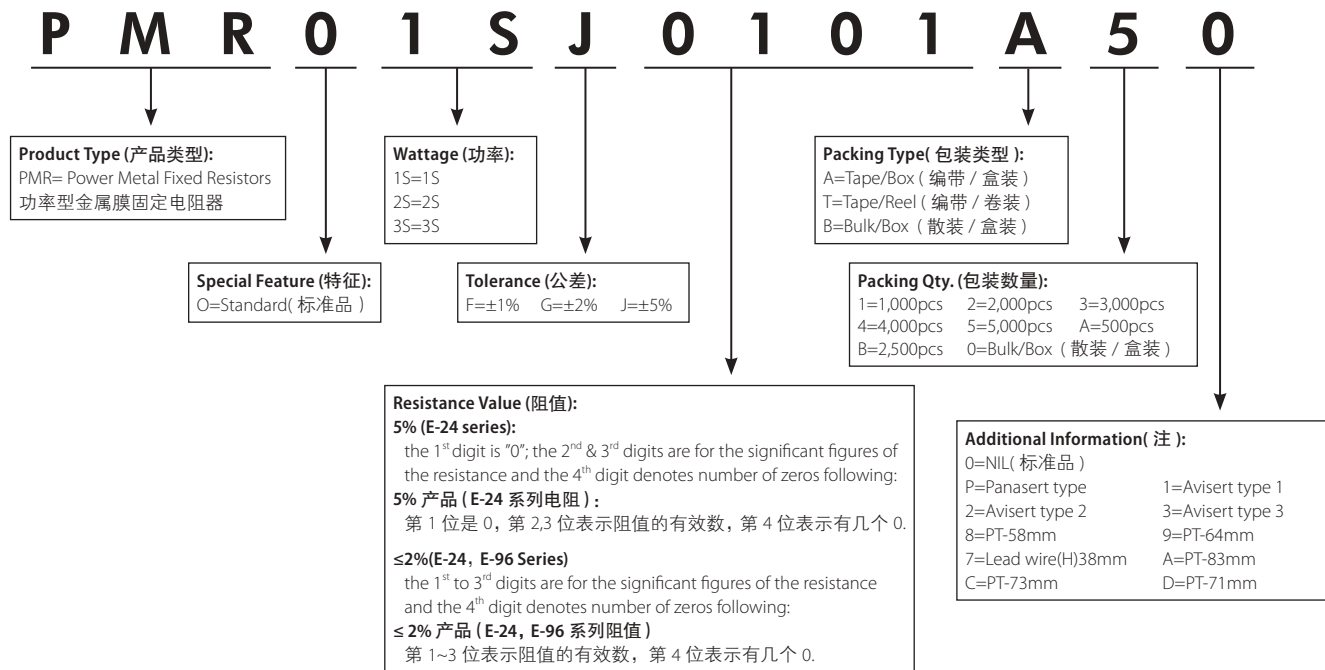 P M R 0 1 S J 0 1 0 1 A 5 0
Product Type (产品类型):
PMR= Power Metal Fixed Resistors
功率型金属膜固定电阻器
Wattage (功率):
1S=1S
2S=2S
3S=3S
Packing Type( 包装类型 ):
A=Tape/Box ( 编带 / 盒装 )
T=Tape/Reel ( 编带 / 卷装 )
B=Bulk/Box ( 散装 / 盒装 )
Special Feature (特征):
O=Standard( 标准品 )
Tolerance (公差):
F=±1% G=±2% J=±5%
Packing Qty. (包装数量):
1=1,000pcs 2=2,000pcs 3=3,000pcs
4=4,000pcs 5=5,000pcs A=500pcs
B=2,500pcs 0=Bulk/Box ( 散装 / 盒装 )
Resistance Value (阻值):
5% (E-24 series):
the 1st digit is "0"; the 2nd & 3rd digits are for the significant figures of
the resistance and the 4th digit denotes number of zeros following:
5% 产品 ( E-24 系列电阻 ) :
第 1 位是 0, 第 2,3 位表示阻值的有效数, 第 4 位表示有几个 0.
≤2%(E-24, E-96 Series)
the 1st to 3rd digits are for the significant figures of the resistance
and the 4th digit denotes number of zeros following:
≤ 2% 产品 ( E-24, E-96 系列阻值 )
第 1~3 位表示阻值的有效数, 第 4 位表示有几个 0.
Additional Information( 注 ):
0=NIL( 标准品 )
P=Panasert type 1=Avisert type 1
2=Avisert type 2 3=Avisert type 3
8=PT-58mm 9=PT-64mm
7=Lead wire(H)38mm A=PT-83mm
C=PT-73mm D=PT-71mm